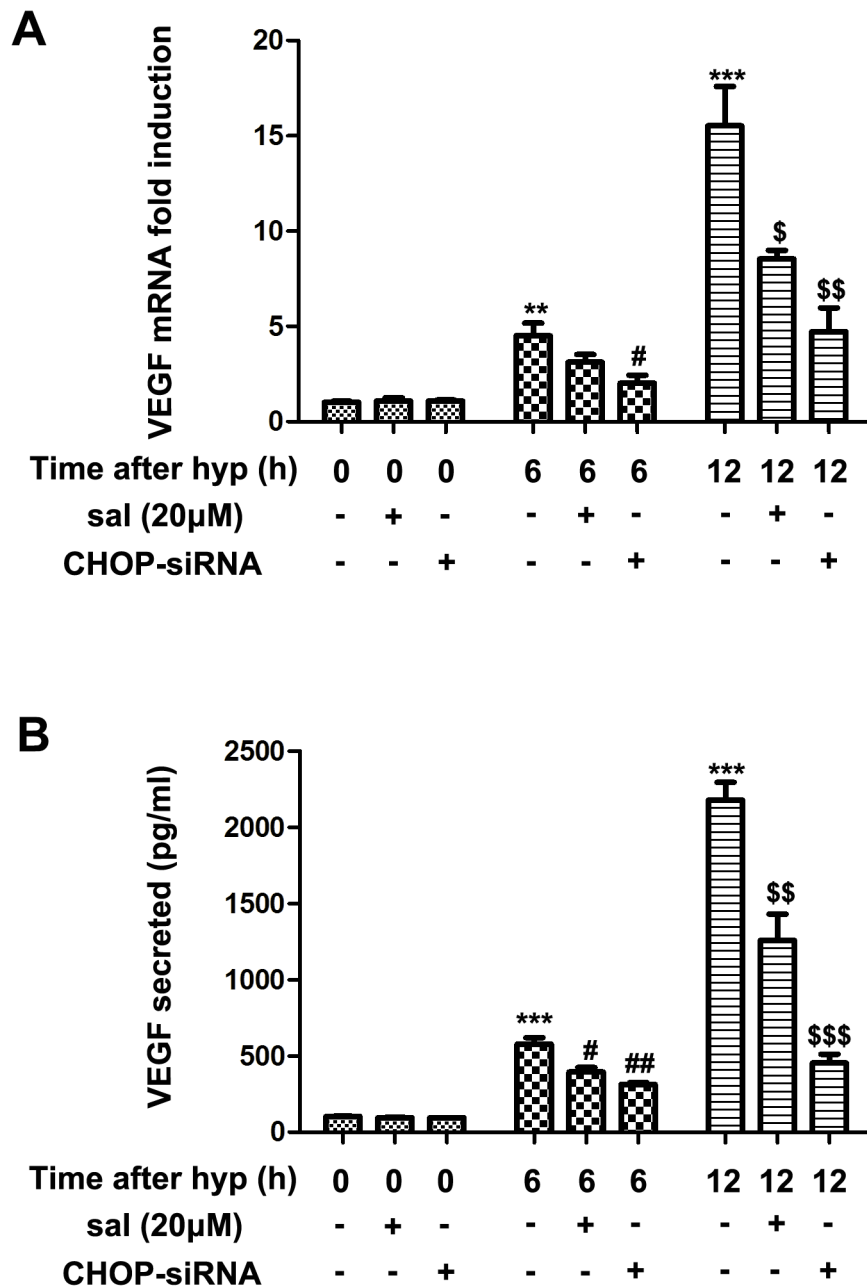 A
VEGF mRNA fold induction
20
15
10
5
0
***
**
$
$$
#
Time after hyp (h) 0 0 0 6 6 6 12 12 12
sal (20µM) - + - - + - - + -
CHOP-siRNA - - + - - + - - +
B
VEGF secreted (pg/ml)
2500
2000
1500
1000
500
0
***
$$
***
# ##
$$$
Time after hyp (h) 0 0 0 6 6 6 12 12 12
sal (20µM) - + - - + - - + -
CHOP-siRNA - - + - - + - - +